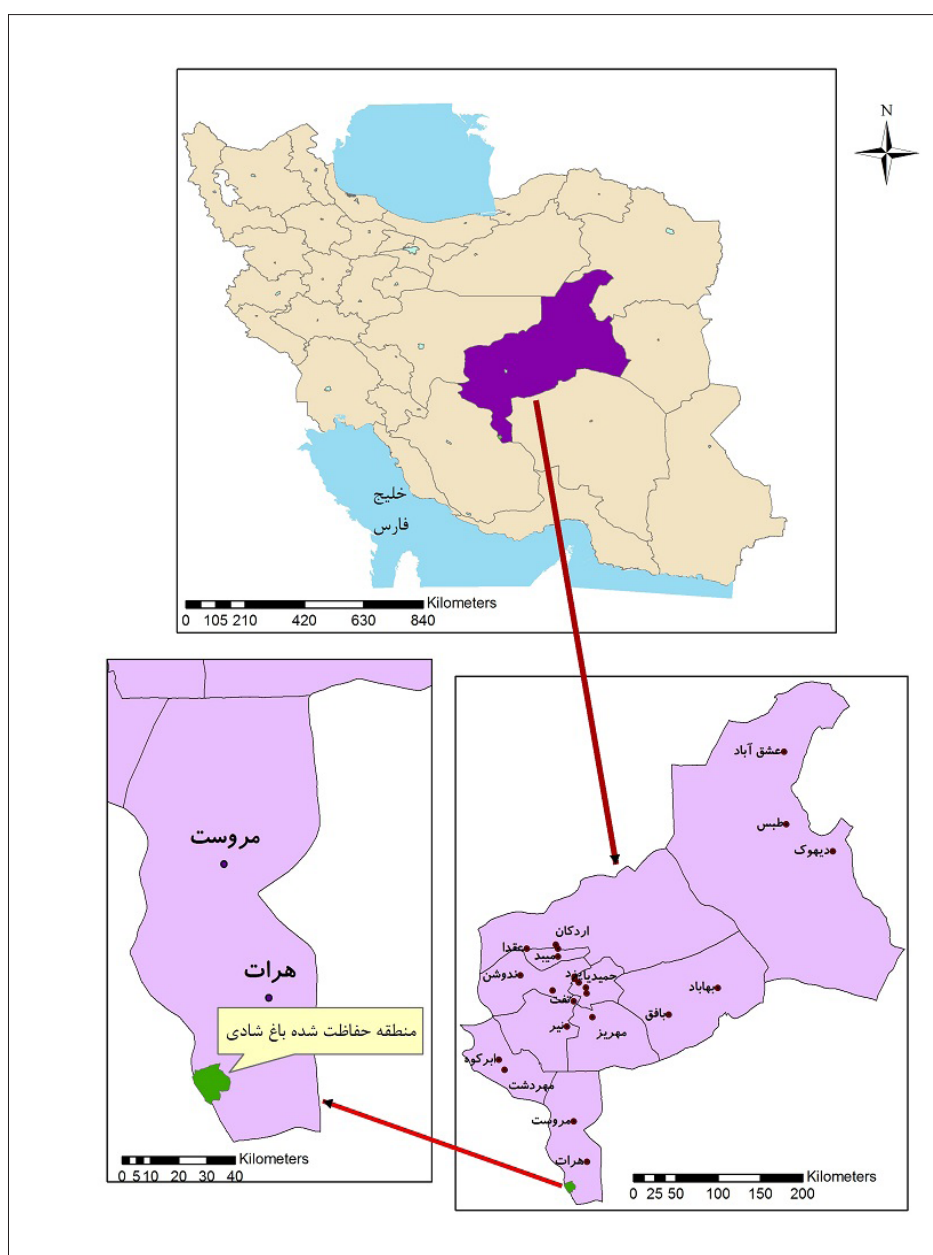 N
خلیج
فارس
Kilometers
0 105 210 420 630 840
مروست
هرات
منطقه حفاظت شده باغ شادی
Kilometers
0 5 10 20 30 40
عشق آباد
طبس
دیهوک
اردکان
عقدا
میبد
ندوشن
یزد
حمیدیا
بهاباد
تفت
بافق
نیر
مهریز
ابرکوه
مهردشت
مروست
هرات
Kilometers
0 25 50 100 150 200